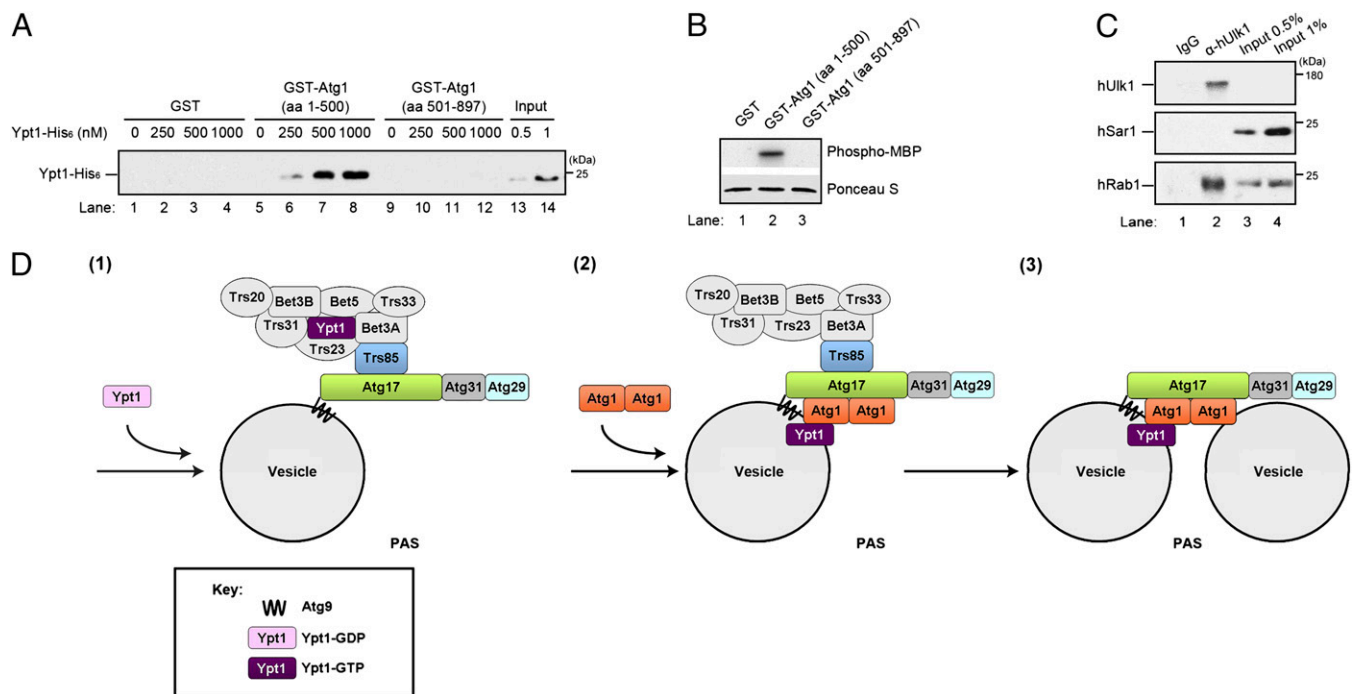 A
GST
GST-Atg1
(aa 1-500)
GST-Atg1
(aa 501-897)
Input
Ypt1-His₆ (nM) 0 250 500 1000 0 250 500 1000 0 250 500 1000 0.5 1
(kDa)
Ypt1-His₆
25
Lane: 1 2 3 4 5 6 7 8 9 10 11 12 13 14
B
GST
GST-Atg1 (aa 1-500)
GST-Atg1 (aa 501-897)
Phospho-MBP
Ponceau S
Lane: 1 2 3
C
IgG
α-hUlk1
Input 0.5%
Input 1%
(kDa)
hUlk1
180
hSar1
25
hRab1
25
Lane: 1 2 3 4
D
(1)
Trs20 Bet3B Bet5 Trs33
Trs31 Ypt1 Bet3A
Trs23
Trs85
Atg17 Atg31 Atg29
Ypt1
Vesicle
PAS
(2)
Trs20 Bet3B Bet5 Trs33
Trs31 Trs23 Bet3A
Trs85
Atg17 Atg31 Atg29
Atg1 Atg1
Atg1 Atg1
Ypt1
Vesicle
PAS
(3)
Atg17 Atg31 Atg29
Atg1 Atg1
Ypt1
Vesicle
Vesicle
PAS
Key:
Atg9
Ypt1 Ypt1-GDP
Ypt1 Ypt1-GTP